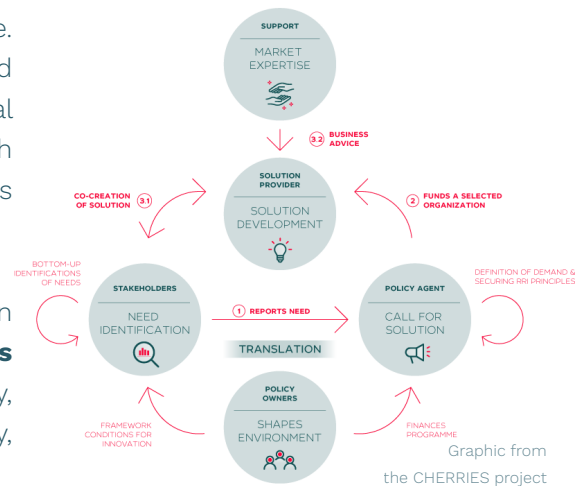 e.
d
al
h
s
n
s
y,
y,
SUPPORT
MARKET
EXPERTISE
3.2 BUSINESS
ADVICE
SOLUTION
PROVIDER
SOLUTION
DEVELOPMENT
CO-CREATION
OF SOLUTION
3.1
2 FUNDS A SELECTED
ORGANIZATION
BOTTOM-UP
IDENTIFICATIONS
OF NEEDS
STAKEHOLDERS
NEED
IDENTIFICATION
1 REPORTS NEED
TRANSLATION
POLICY AGENT
CALL FOR
SOLUTION
DEFINITION OF DEMAND &
SECURING RRI PRINCIPLES
POLICY
OWNERS
SHAPES
ENVIRONMENT
FRAMEWORK
CONDITIONS FOR
INNOVATION
FINANCES
PROGRAMME
Graphic from
the CHERRIES project